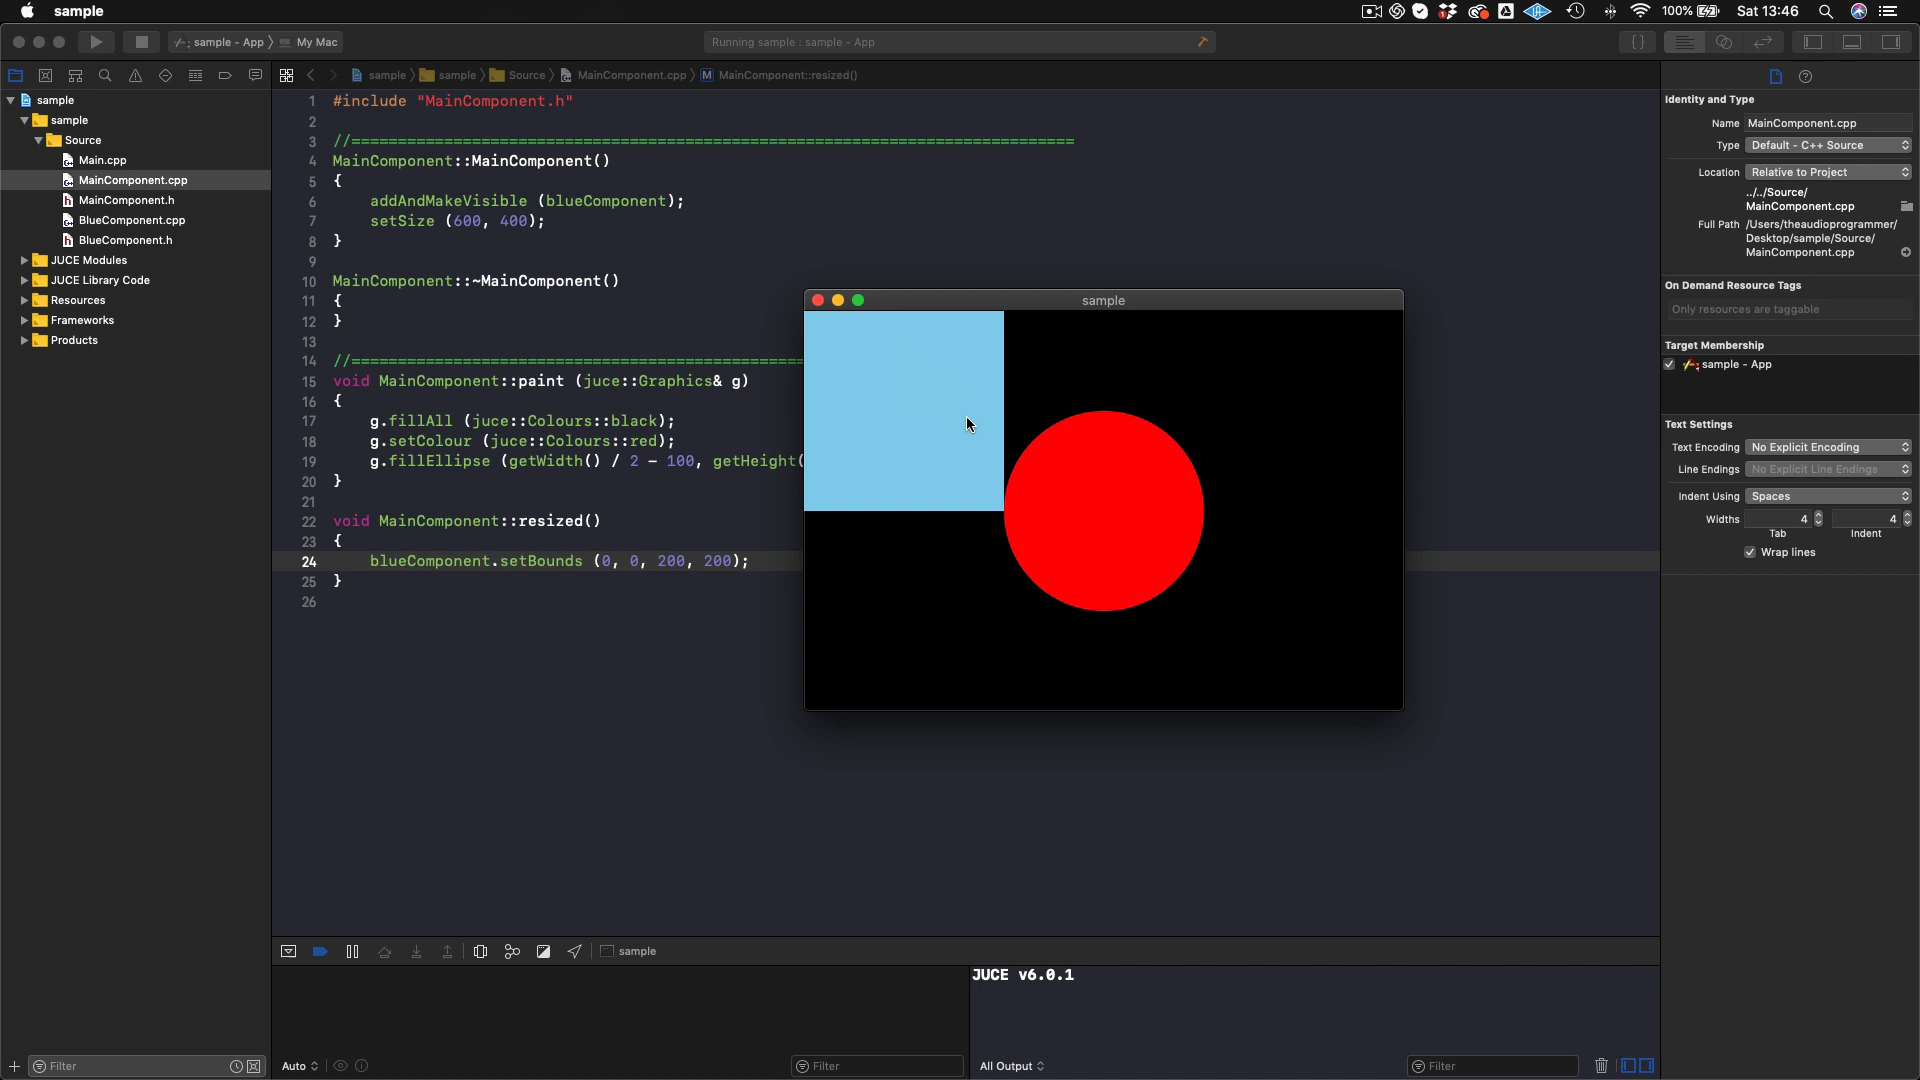 sample
100%
Sat 13:46
sample - App
My Mac
Running sample : sample - App
sample
sample
Source
MainComponent.cpp
MainComponent::resized()
sample
sample
Source
Main.cpp
MainComponent.cpp
MainComponent.h
BlueComponent.cpp
BlueComponent.h
JUCE Modules
JUCE Library Code
Resources
Frameworks
Products
1 #include "MainComponent.h"
2
3 //==============================================================================
4 MainComponent::MainComponent()
5 {
6 addAndMakeVisible (blueComponent);
7 setSize (600, 400);
8 }
9
10 MainComponent::~MainComponent()
11 {
12 }
13
14 //==================================================
15 void MainComponent::paint (juce::Graphics& g)
16 {
17 g.fillAll (juce::Colours::black);
18 g.setColour (juce::Colours::red);
19 g.fillEllipse (getWidth() / 2 - 100, getHeight(
20 }
21
22 void MainComponent::resized()
23 {
24 blueComponent.setBounds (0, 0, 200, 200);
25 }
26
sample
Identity and Type
Name MainComponent.cpp
Type Default - C++ Source
Location Relative to Project
../../Source/
MainComponent.cpp
Full Path /Users/theaudioprogrammer/
Desktop/sample/Source/
MainComponent.cpp
On Demand Resource Tags
Only resources are taggable
Target Membership
sample - App
Text Settings
Text Encoding No Explicit Encoding
Line Endings No Explicit Line Endings
Indent Using Spaces
Widths 4 4
Tab Indent
Wrap lines
sample
JUCE v6.0.1
Filter
Auto
Filter
All Output
Filter